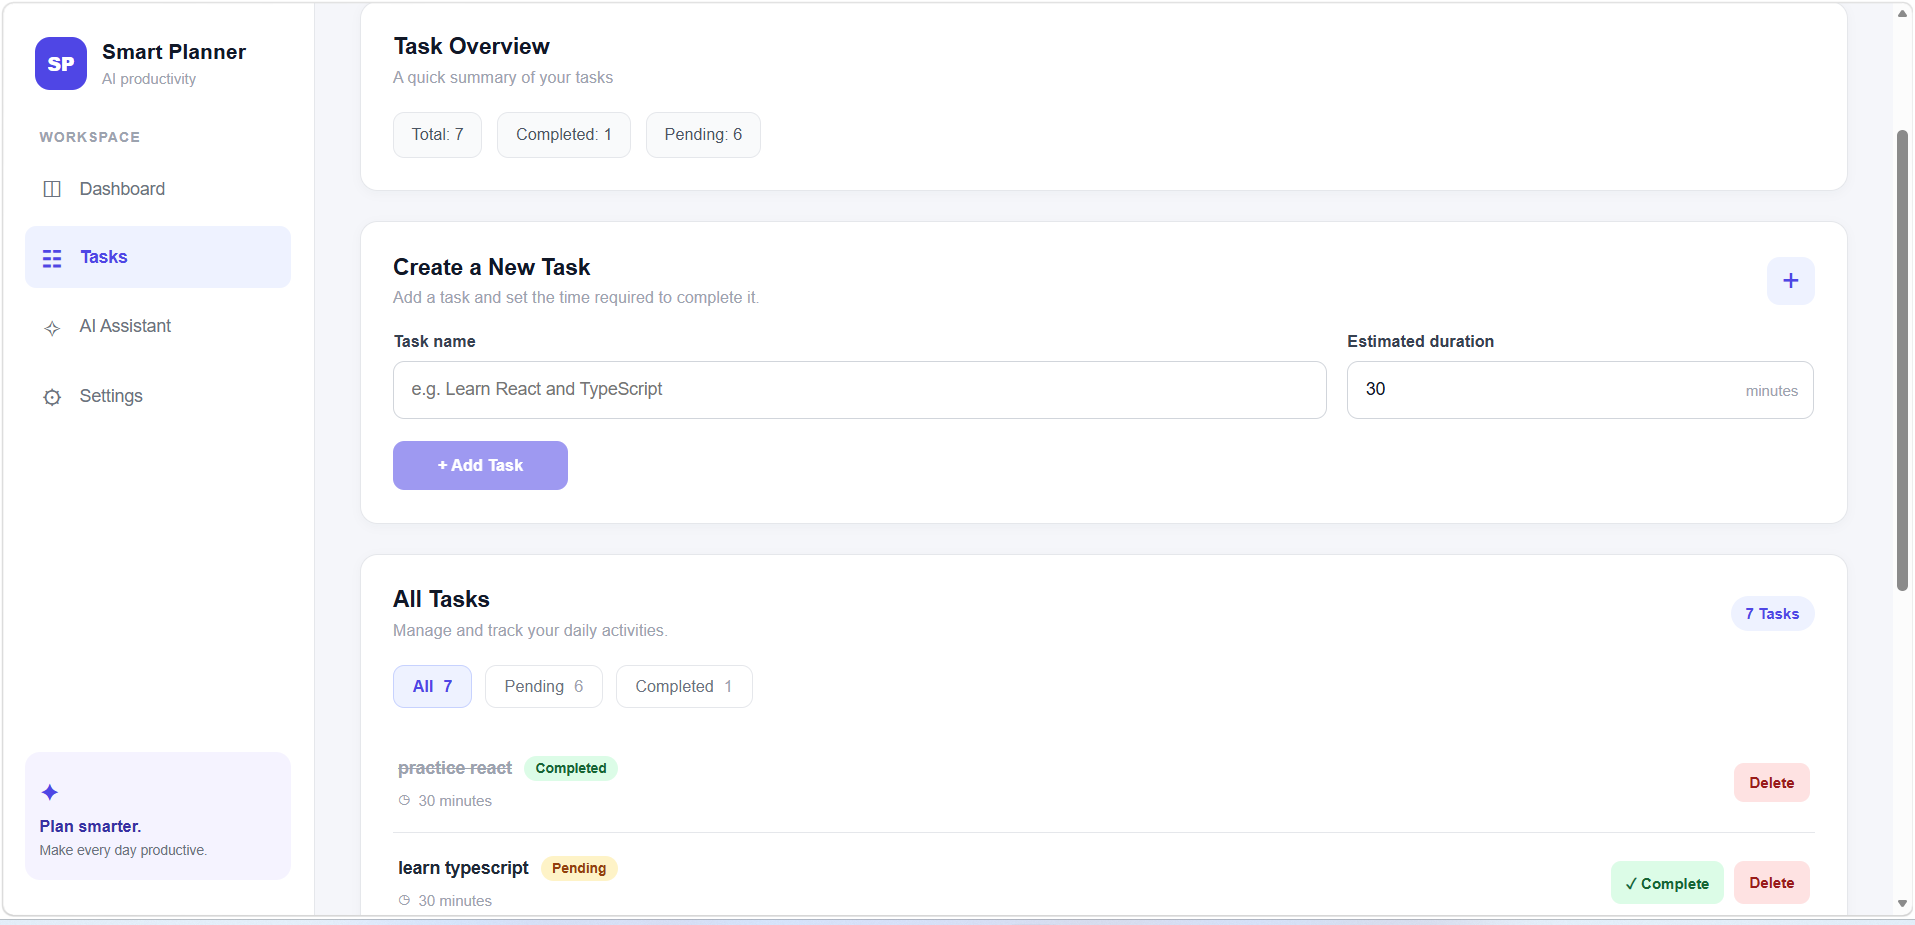 SP
Smart Planner
AI productivity
WORKSPACE
Dashboard
Tasks
AI Assistant
Settings
Plan smarter.
Make every day productive.
Task Overview
A quick summary of your tasks
Total: 7
Completed: 1
Pending: 6
Create a New Task
Add a task and set the time required to complete it.
+
Task name
Estimated duration
e.g. Learn React and TypeScript
30 minutes
+ Add Task
All Tasks
Manage and track your daily activities.
7 Tasks
All 7
Pending 6
Completed 1
practice react Completed
30 minutes
Delete
learn typescript Pending
30 minutes
✓ Complete
Delete